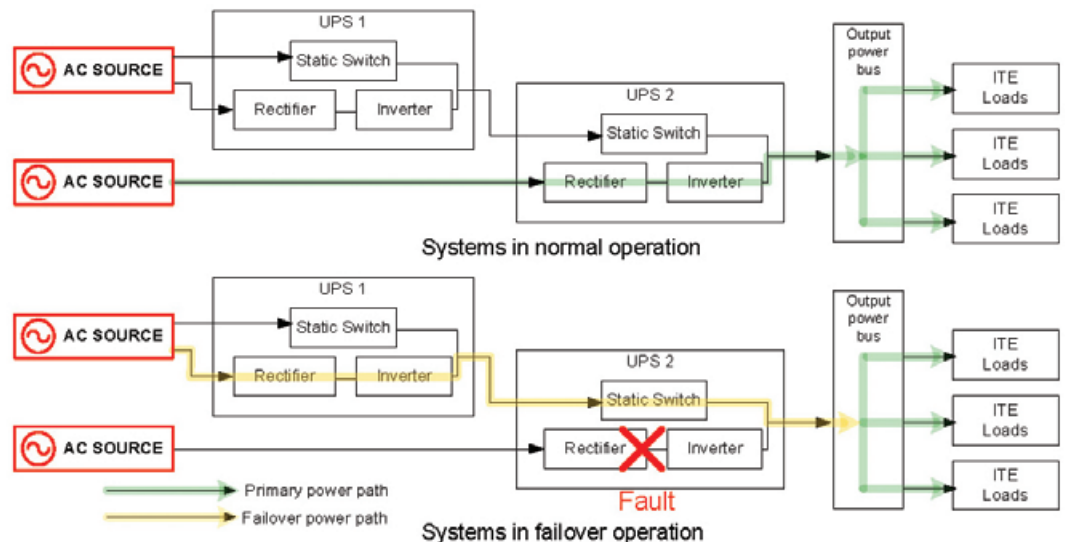 UPS 1
AC SOURCE
Static Switch
Rectifier
Inverter
UPS 2
Static Switch
AC SOURCE
Rectifier
Inverter
Output
power
bus
ITE
Loads
ITE
Loads
ITE
Loads
Systems in normal operation
UPS 1
AC SOURCE
Static Switch
Rectifier
Inverter
UPS 2
Static Switch
AC SOURCE
Rectifier
Inverter
Fault
Output
power
bus
ITE
Loads
ITE
Loads
ITE
Loads
Primary power path
Failover power path
Systems in failover operation